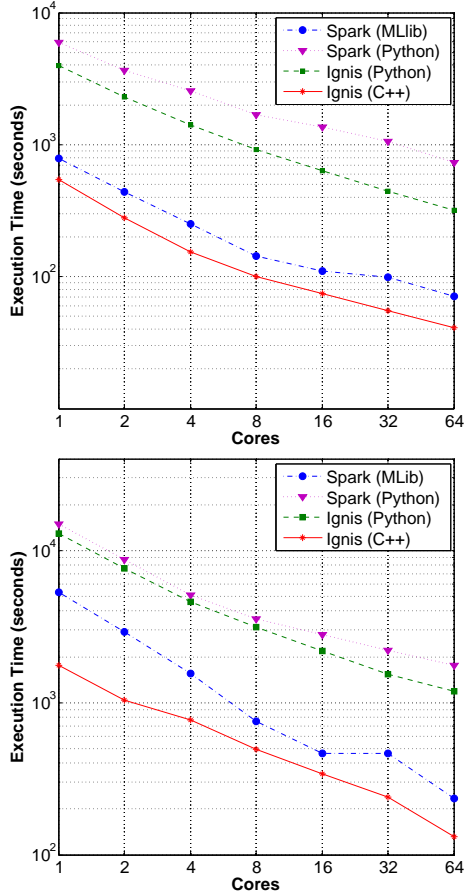 10^4
10^3
10^2
Execution Time (seconds)
Spark (MLlib)
Spark (Python)
Ignis (Python)
Ignis (C++)
1 2 4 8 16 32 64
Cores
10^4
10^3
10^2
Execution Time (seconds)
Spark (MLib)
Spark (Python)
Ignis (Python)
Ignis (C++)
1 2 4 8 16 32 64
Cores